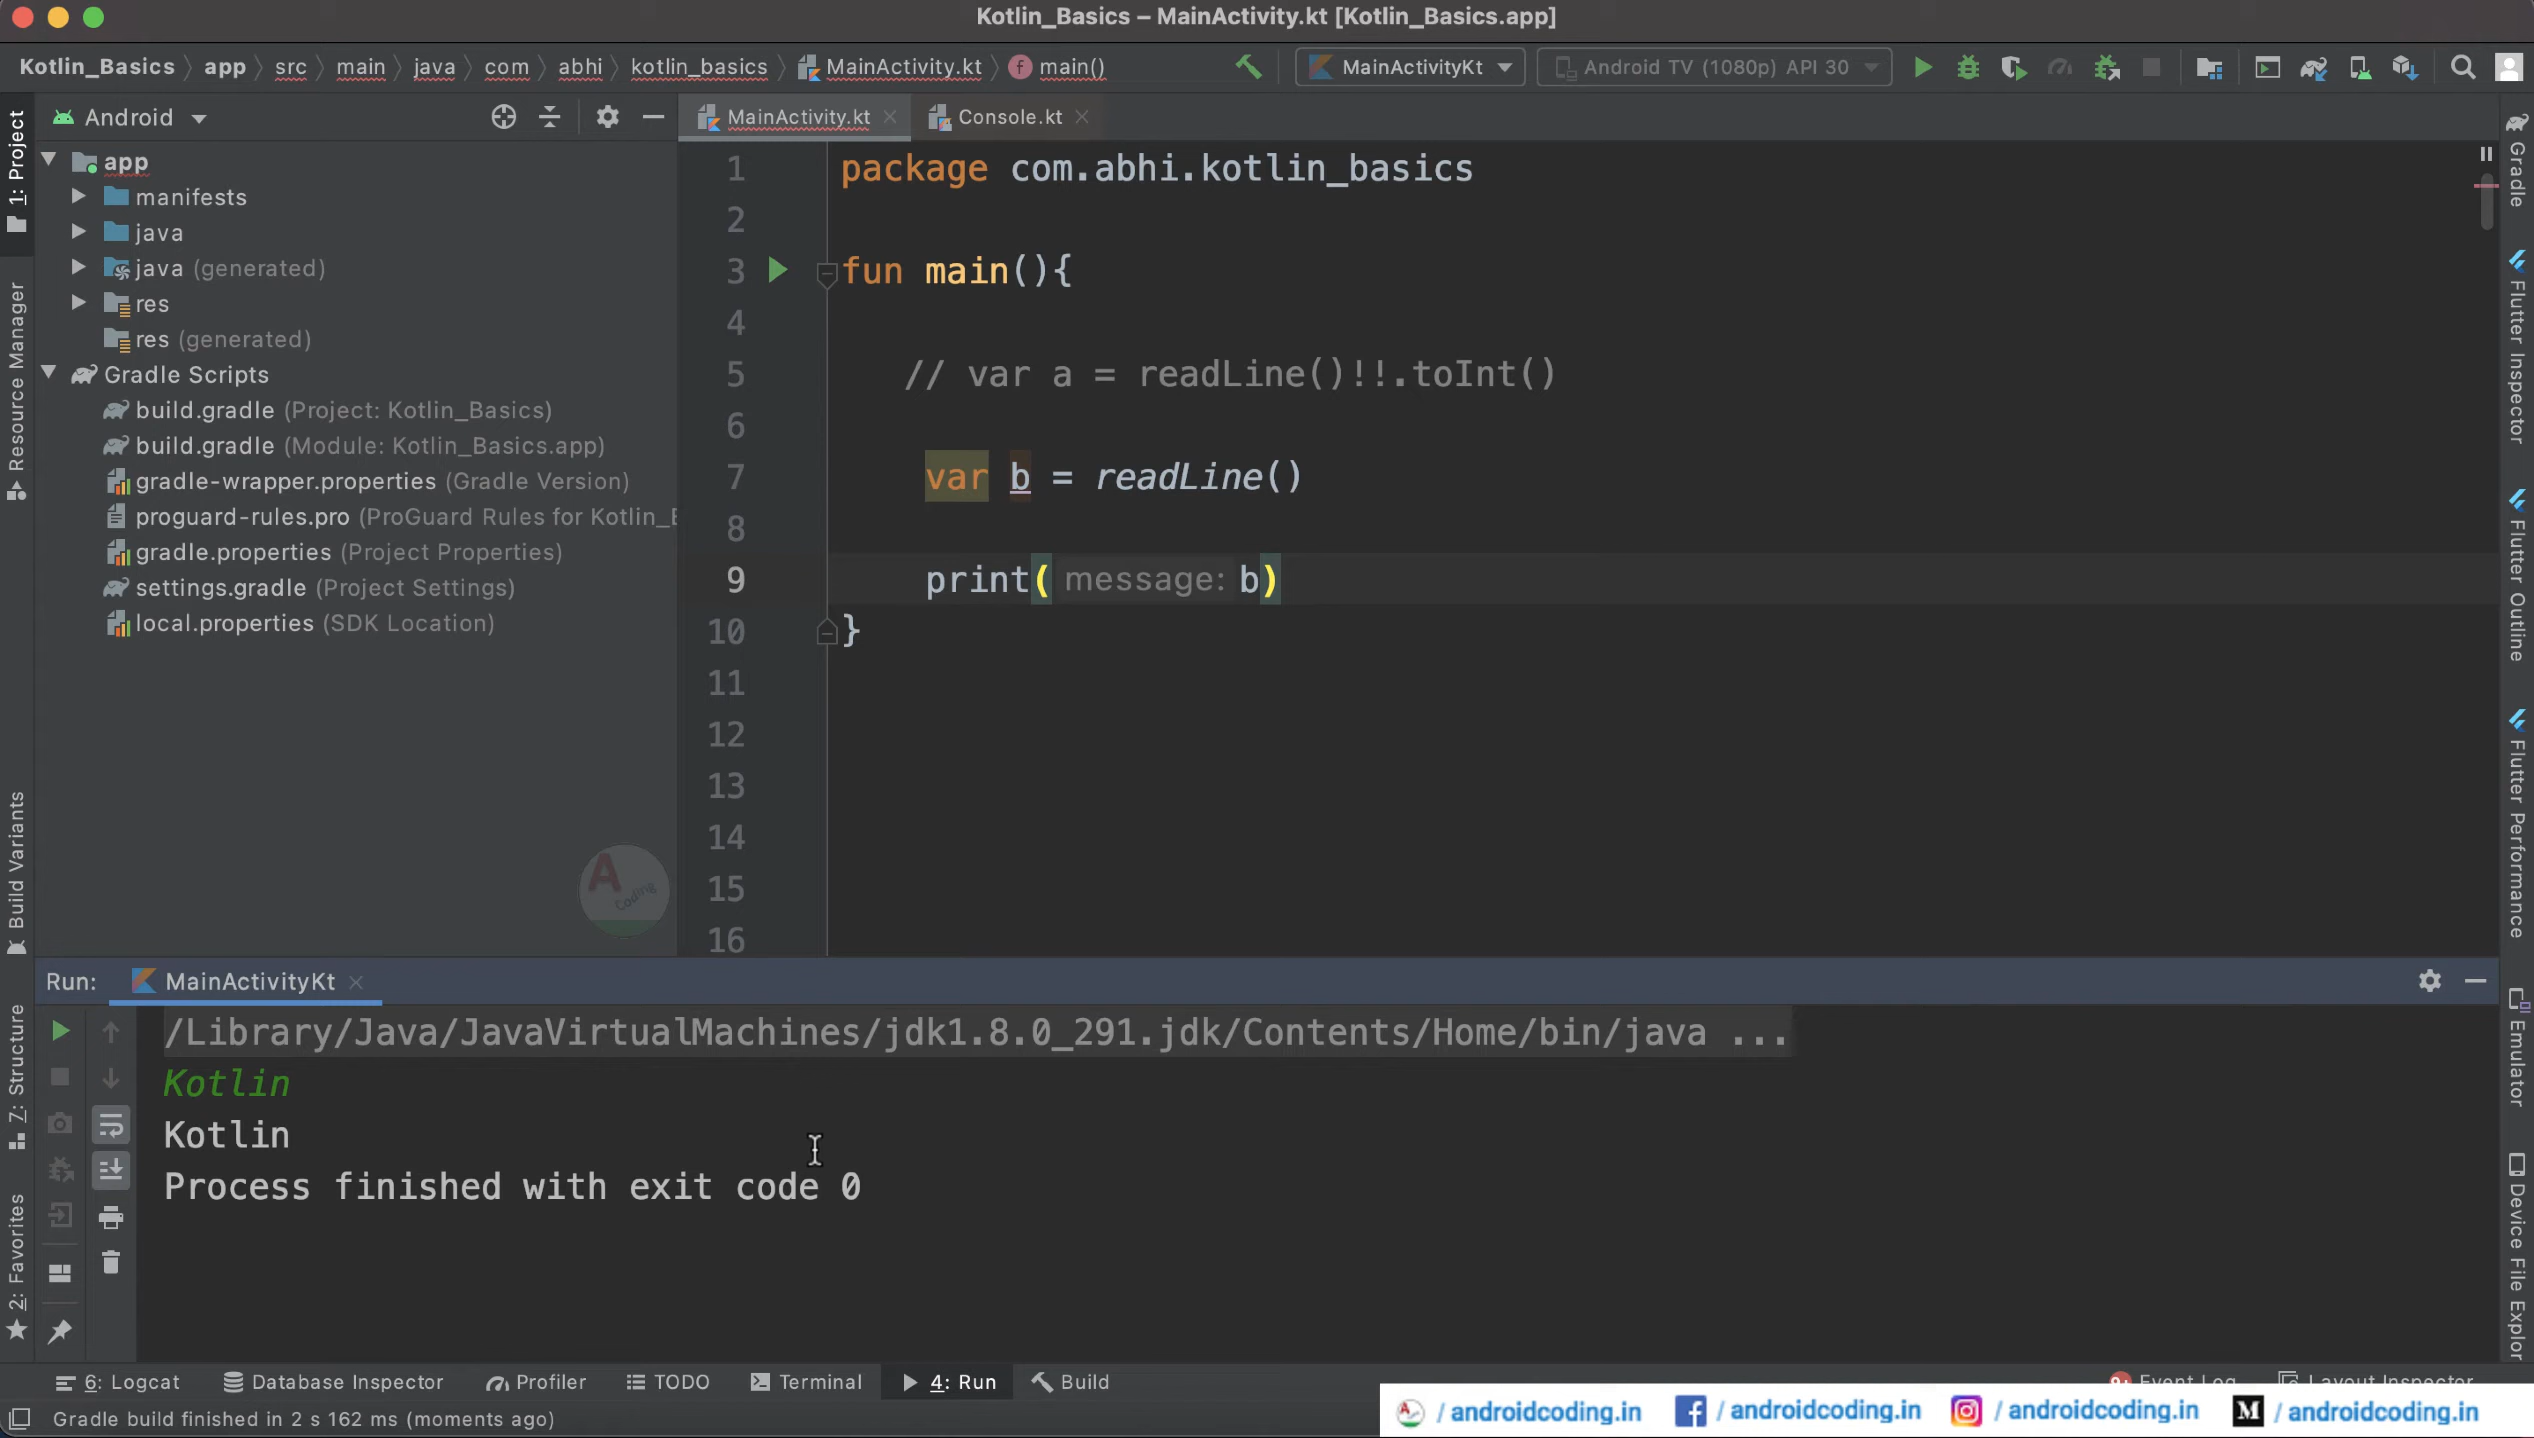 Kotlin_Basics – MainActivity.kt [Kotlin_Basics.app]
Kotlin_Basics app src main java com abhi kotlin_basics MainActivity.kt f main() MainActivityKt Android TV (1080p) API 30
Android
MainActivity.kt
Console.kt
1: Project
Resource Manager
Build Variants
7: Structure
2: Favorites
app
manifests
java
java (generated)
res
res (generated)
Gradle Scripts
build.gradle (Project: Kotlin_Basics)
build.gradle (Module: Kotlin_Basics.app)
gradle-wrapper.properties (Gradle Version)
proguard-rules.pro (ProGuard Rules for Kotlin_
gradle.properties (Project Properties)
settings.gradle (Project Settings)
local.properties (SDK Location)
A
Coding
1 package com.abhi.kotlin_basics
2
3 fun main(){
4
5 // var a = readLine()!!.toInt()
6
7 var b = readLine()
8
9 print( message: b)
10 }
11
12
13
14
15
16
Gradle
Flutter Inspector
Flutter Outline
Flutter Performance
Emulator
Device File Explor
Run: MainActivityKt
/Library/Java/JavaVirtualMachines/jdk1.8.0_291.jdk/Contents/Home/bin/java ...
Kotlin
Kotlin
Process finished with exit code 0
6: Logcat Database Inspector Profiler TODO Terminal 4: Run Build Event Log Layout Inspector
Gradle build finished in 2 s 162 ms (moments ago)
/ androidcoding.in / androidcoding.in / androidcoding.in / androidcoding.in